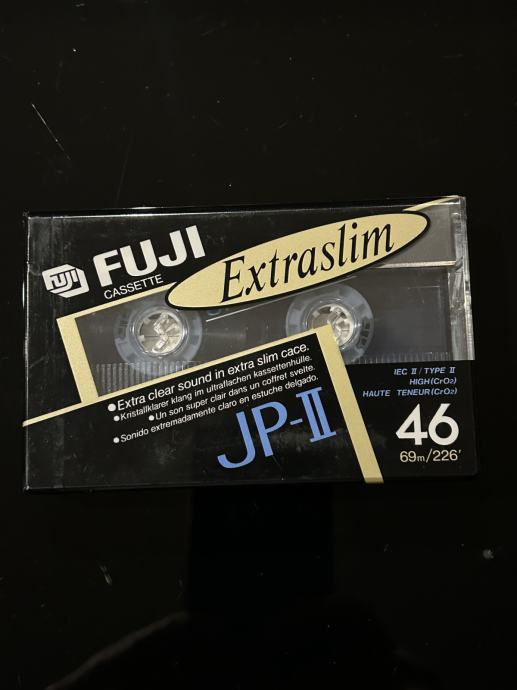 FUJI
FUJI
CASSETTE
Extraslim
●Extra clear sound in extra slim cace.
●Kristallklarer klang im ultraflachen kassettenhülle.
●Un son super clair dans un coffret svelte.
●Sonido extremadamente claro en estuche delgado.
JP-II
IEC II/TYPE II
HIGH(CrO₂)
HAUTE TENEUR(CrO₂)
46
69m/226'